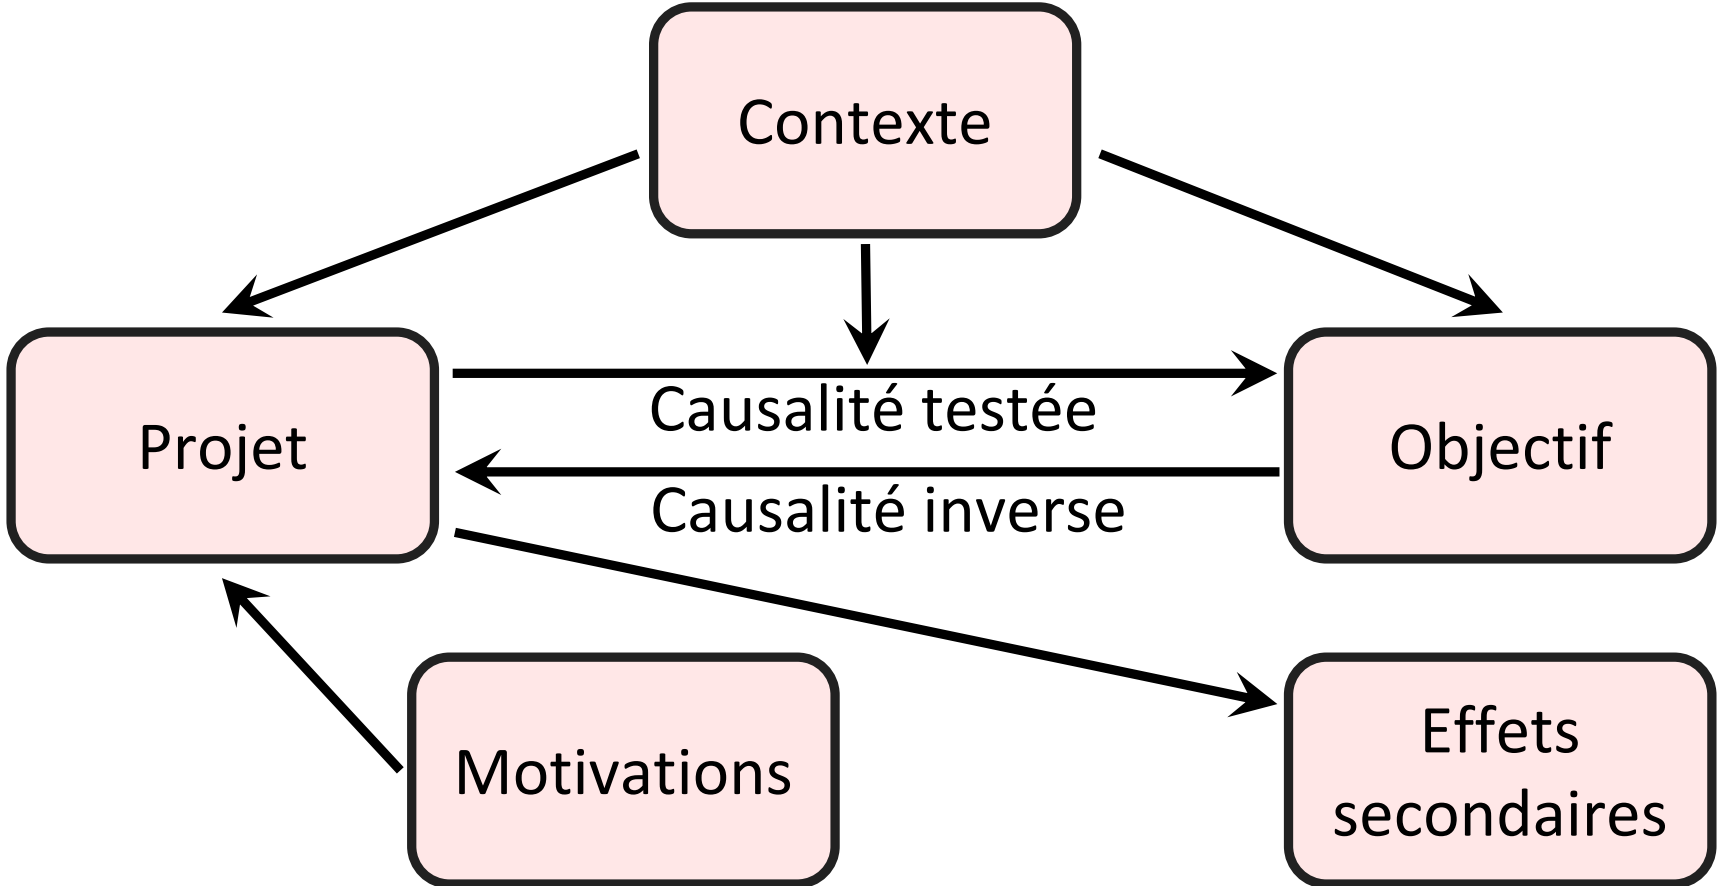 Contexte
Projet
Causalité testée
Objectif
Causalité inverse
Motivations
Effets
secondaires